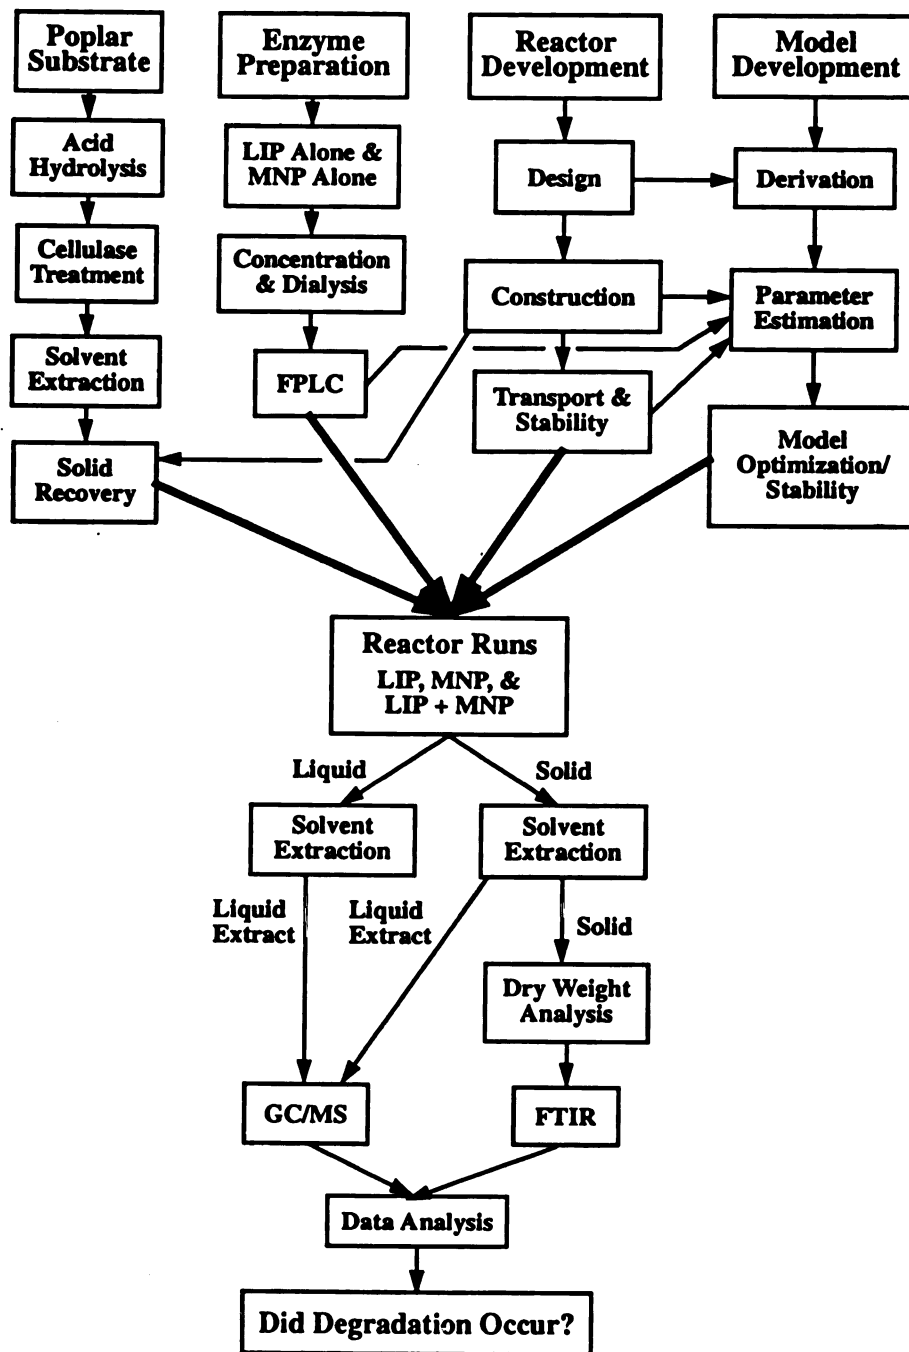 Poplar
Substrate
Enzyme
Preparation
Reactor
Development
Model
Development
Acid
Hydrolysis
LIP Alone &
MNP Alone
Design
Derivation
Cellulase
Treatment
Concentration
& Dialysis
Construction
Parameter
Estimation
Solvent
Extraction
FPLC
Transport &
Stability
Model
Optimization/
Stability
Solid
Recovery
Reactor Runs
LIP, MNP, &
LIP + MNP
Liquid
Solid
Solvent
Extraction
Solvent
Extraction
Liquid
Extract
Liquid
Extract
Solid
Dry Weight
Analysis
GC/MS
FTIR
Data Analysis
Did Degradation Occur?